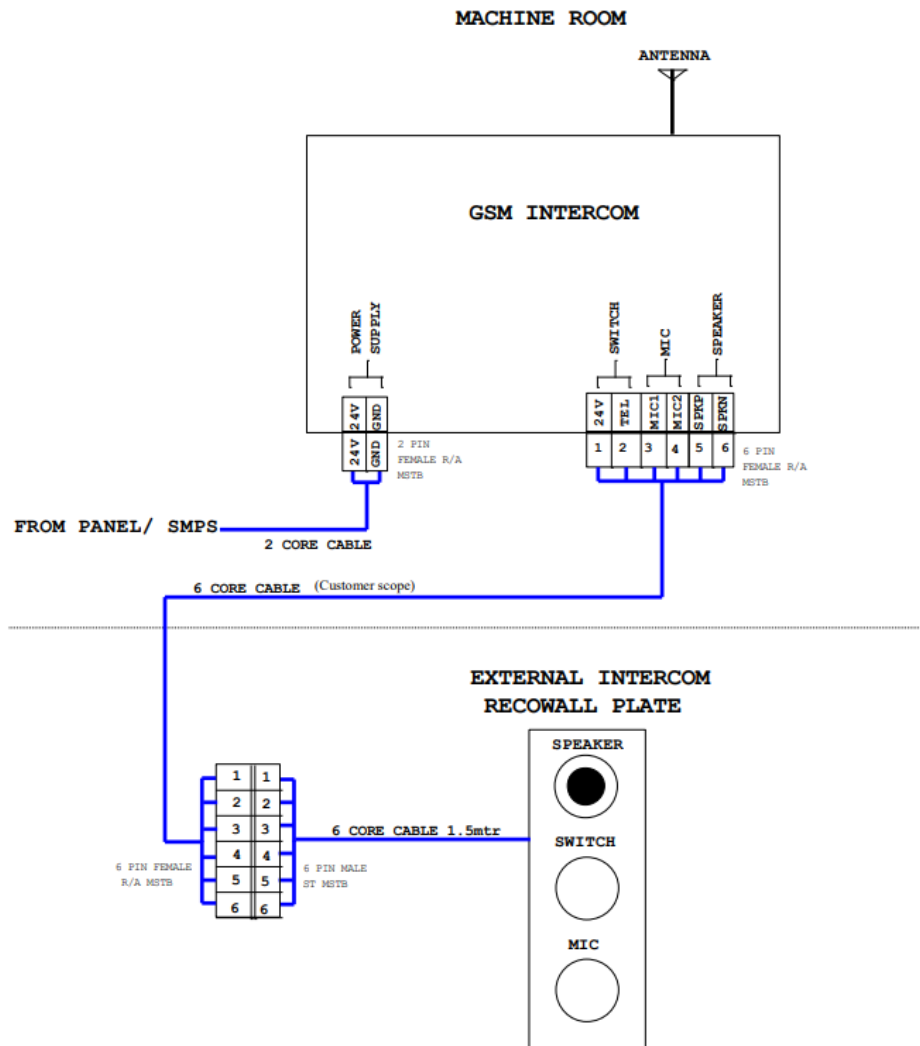 MACHINE ROOM
ANTENNA
GSM INTERCOM
POWER
SUPPLY
SWITCH
MIC
SPEAKER
24V GND
24V TEL MIC1 MIC2 SPKP SPKN
24V GND
1 2 3 4 5 6
2 PIN
FEMALE R/A
MSTB
6 PIN
FEMALE R/A
MSTB
FROM PANEL/ SMPS
2 CORE CABLE
6 CORE CABLE (Customer scope)
EXTERNAL INTERCOM
RECOWALL PLATE
SPEAKER
1 1
2 2
3 3
4 4
5 5
6 6
6 PIN FEMALE
R/A MSTB
6 PIN MALE
ST MSTB
6 CORE CABLE 1.5mtr
SWITCH
MIC